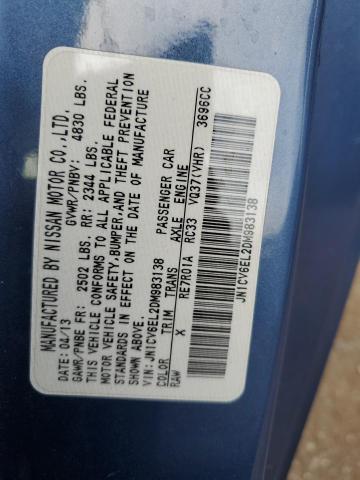 MANUFACTURED BY NISSAN MOTOR CO.,LTD.
04/13 GVWR/PNBV: 4830 LBS.
GAWR/PNBE FR: 2502 LBS. RR: 2344 LBS.
THIS VEHICLE CONFORMS TO ALL APPLICABLE FEDERAL
MOTOR VEHICLE SAFETY,BUMPER,AND THEFT PREVENTION
STANDARDS IN EFFECT ON THE DATE OF MANUFACTURE
SHOWN ABOVE.
VIN: JN1CV6EL2DM983138 PASSENGER CAR
COLOR TRIM TRANS AXLE ENGINE
RAW X RE7R01A RC33 VQ37(VHR) 3696CC
JN1CV6EL2DM983138